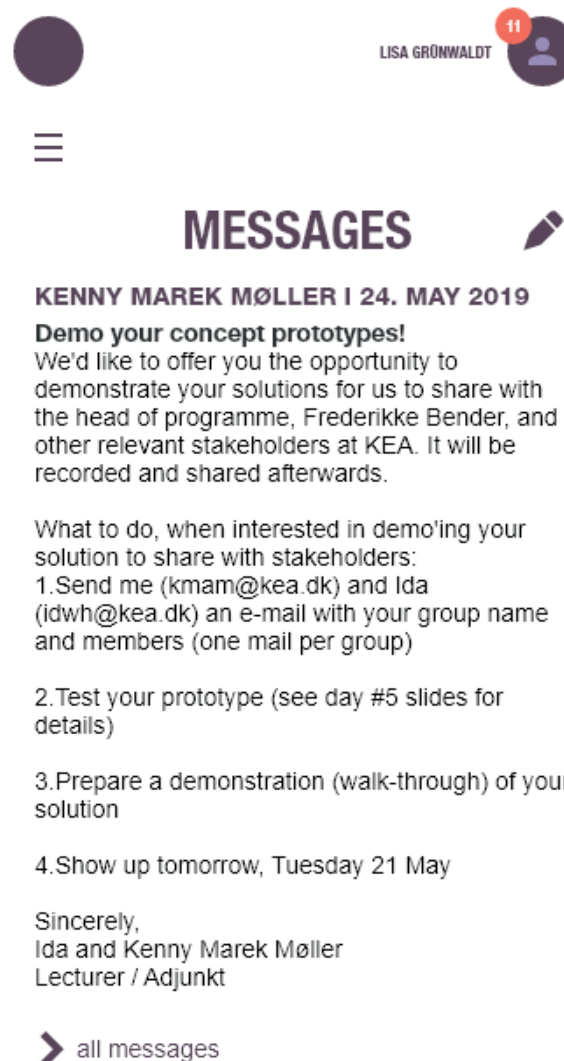 11
LISA GRÜNWALDT
MESSAGES
KENNY MAREK MØLLER I 24. MAY 2019
Demo your concept prototypes!
We'd like to offer you the opportunity to
demonstrate your solutions for us to share with
the head of programme, Frederikke Bender, and
other relevant stakeholders at KEA. It will be
recorded and shared afterwards.
What to do, when interested in demo'ing your
solution to share with stakeholders:
1.Send me (kmam@kea.dk) and Ida
(idwh@kea.dk) an e-mail with your group name
and members (one mail per group)
2.Test your prototype (see day #5 slides for
details)
3.Prepare a demonstration (walk-through) of your
solution
4.Show up tomorrow, Tuesday 21 May
Sincerely,
Ida and Kenny Marek Møller
Lecturer / Adjunkt
all messages